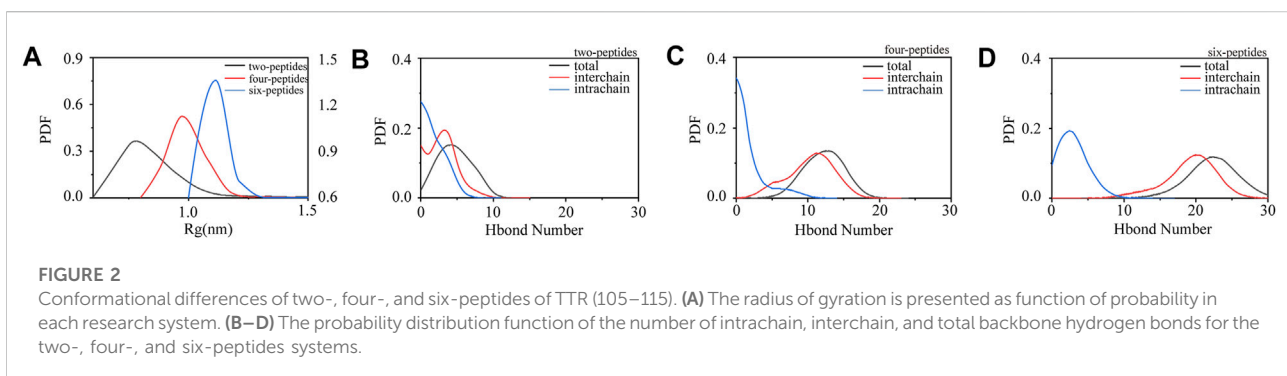 A
two-peptides
four-peptides
six-peptides
PDF
0.9
0.6
0.3
0.0
1.5
1.4
1.2
1.1
0.9
0.8
0.6
1.0
1.5
Rg(nm)
B
two-peptides
total
interchain
intrachain
PDF
0.4
0.2
0.0
0
10
20
30
Hbond Number
C
four-peptides
total
interchain
intrachain
PDF
0.4
0.2
0.0
0
10
20
30
Hbond Number
D
six-peptides
total
interchain
intrachain
PDF
0.4
0.2
0.0
0
10
20
30
Hbond Number
FIGURE 2
Conformational differences of two-, four-, and six-peptides of TTR (105–115). (A) The radius of gyration is presented as function of probability in
each research system. (B–D) The probability distribution function of the number of intrachain, interchain, and total backbone hydrogen bonds for the
two-, four-, and six-peptides systems.